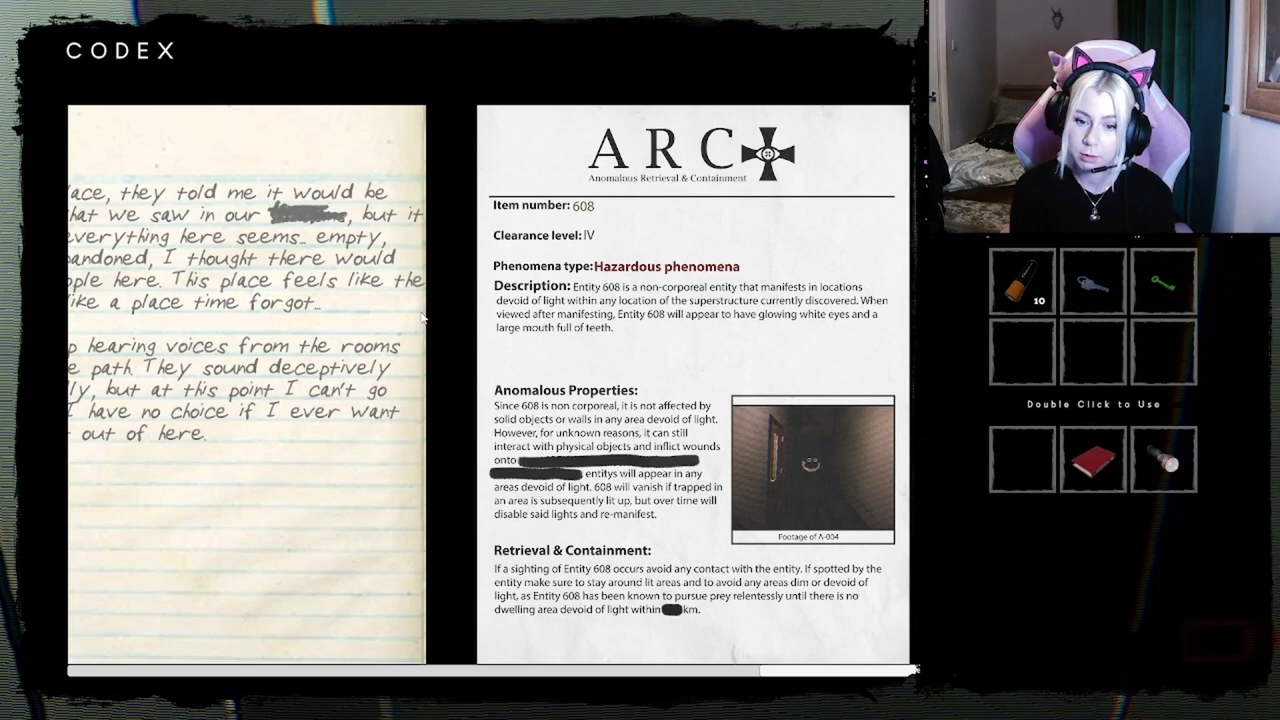 CODEX
lace, they told me it would be
hat we saw in our , but it
everything here seems... empty,
andoned, I thought there would
ople here. This place feels like the
like a place time forgot...
p hearing voices from the rooms
e path They sound deceptively
ly, but at this point I can't go
I have no choice if I ever want
out of here.
ARC
Anomalous Retrieval & Containment
Item number: 608
Clearance level: IV
Phenomena type: Hazardous phenomena
Description: Entity 608 is a non-corporeal entity that manifests in locations
devoid of light within any location of the superstructure currently discovered. When
viewed after manifesting, Entity 608 will appear to have glowing white eyes and a
large mouth full of teeth.
Anomalous Properties:
Since 608 is non corporeal, it is not affected by
solid objects or walls in any area devoid of light.
However, for unknown reasons, it can still
interact with physical objects and inflict wounds
onto
entitys will appear in any
areas devoid of light. 608 will vanish if trapped in
an area is subsequently lit up, but over time will
disable said lights and re-manifest.
Footage of A-004
Retrieval & Containment:
If a sighting of Entity 608 occurs avoid any contact with the entity. If spotted by the
entity make sure to stay around lit areas and to avoid any areas dim or devoid of
light, as Entity 608 has been known to pursue prey relentlessly until there is no
dwelling area devoid of light within km.
10
Double Click to Use